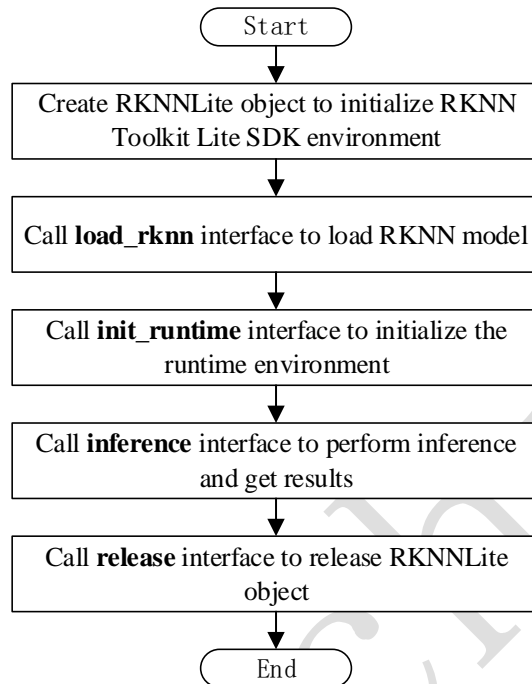 Start
Create RKNNLite object to initialize RKNN
Toolkit Lite SDK environment
Call load_rknn interface to load RKNN model
Call init_runtime interface to initialize the
runtime environment
Call inference interface to perform inference
and get results
Call release interface to release RKNNLite
object
End